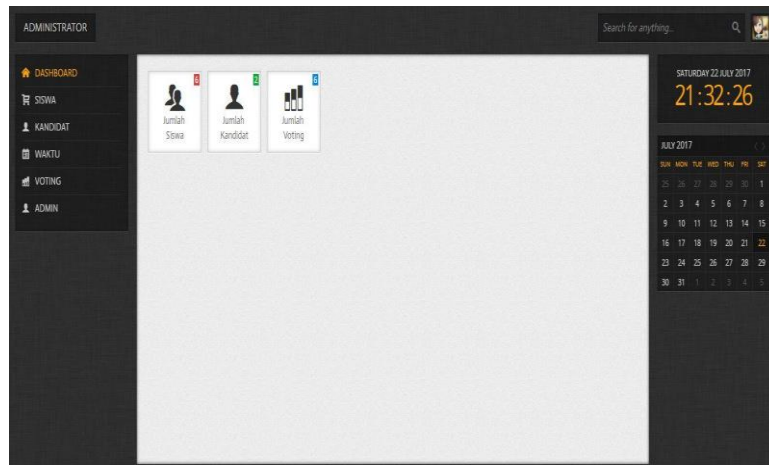 ADMINISTRATOR
Search for anything...
DASHBOARD
SISWA
KANDIDAT
WAKTU
VOTING
ADMIN
6
Jumlah
Siswa
2
Jumlah
Kandidat
6
Jumlah
Voting
SATURDAY 22 JULY 2017
21:32:26
JULY 2017
SUN MON TUE WED THU FRI SAT
25 26 27 28 29 30 1
2 3 4 5 6 7 8
9 10 11 12 13 14 15
16 17 18 19 20 21 22
23 24 25 26 27 28 29
30 31 1 2 3 4 5